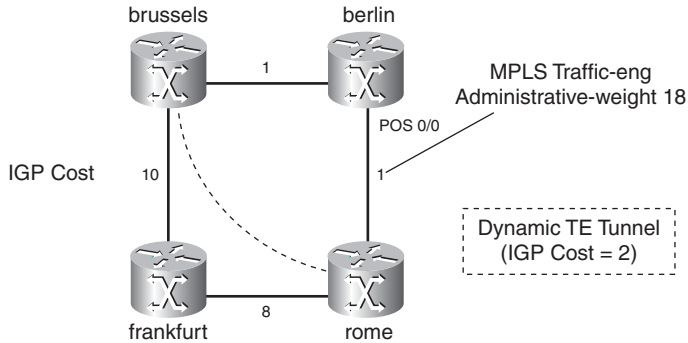 brussels
berlin
1
MPLS Traffic-eng
Administrative-weight 18
POS 0/0
IGP Cost
10
1
Dynamic TE Tunnel
(IGP Cost = 2)
8
frankfurt
rome